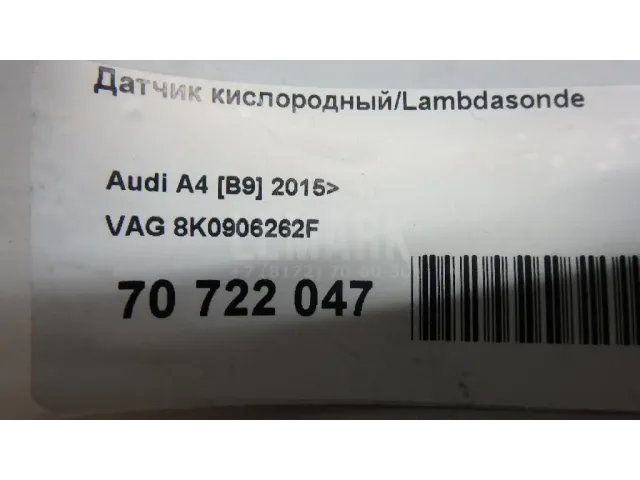 Датчик кислородный/Lambdasonde
Audi A4 [B9] 2015>
VAG 8K0906262F
70 722 047